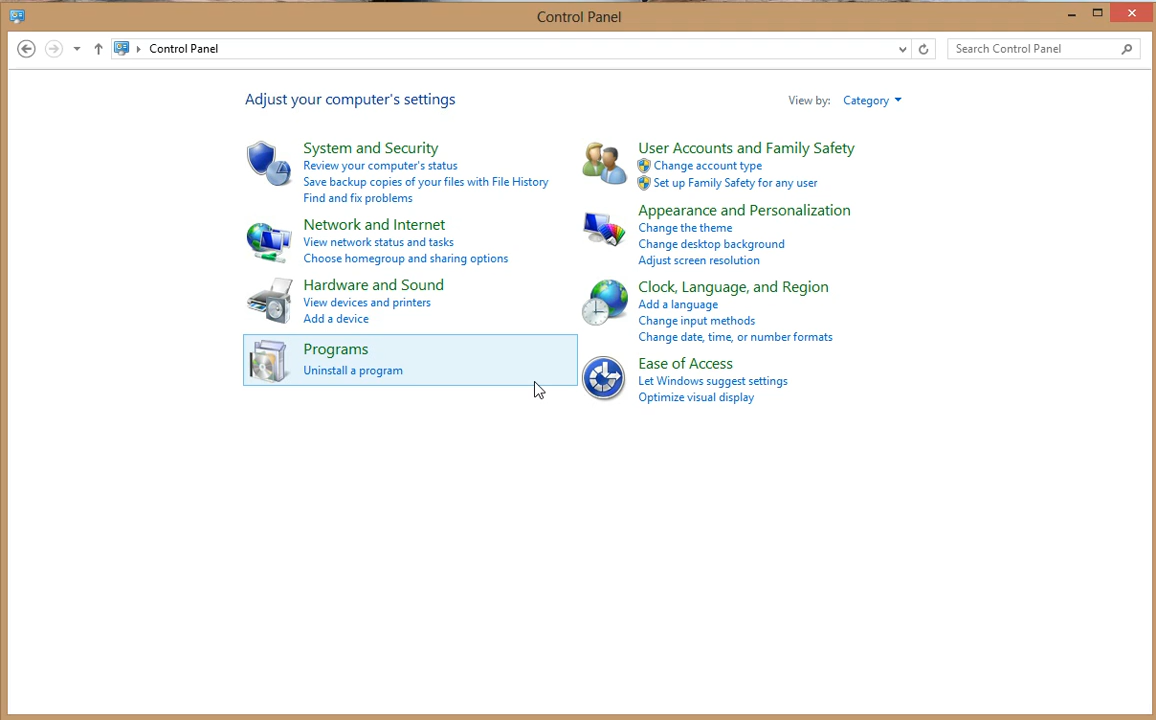 Control Panel
Control Panel
Search Control Panel
Adjust your computer's settings
View by: Category
System and Security
Review your computer's status
Save backup copies of your files with File History
Find and fix problems
Network and Internet
View network status and tasks
Choose homegroup and sharing options
Hardware and Sound
View devices and printers
Add a device
Programs
Uninstall a program
User Accounts and Family Safety
Change account type
Set up Family Safety for any user
Appearance and Personalization
Change the theme
Change desktop background
Adjust screen resolution
Clock, Language, and Region
Add a language
Change input methods
Change date, time, or number formats
Ease of Access
Let Windows suggest settings
Optimize visual display